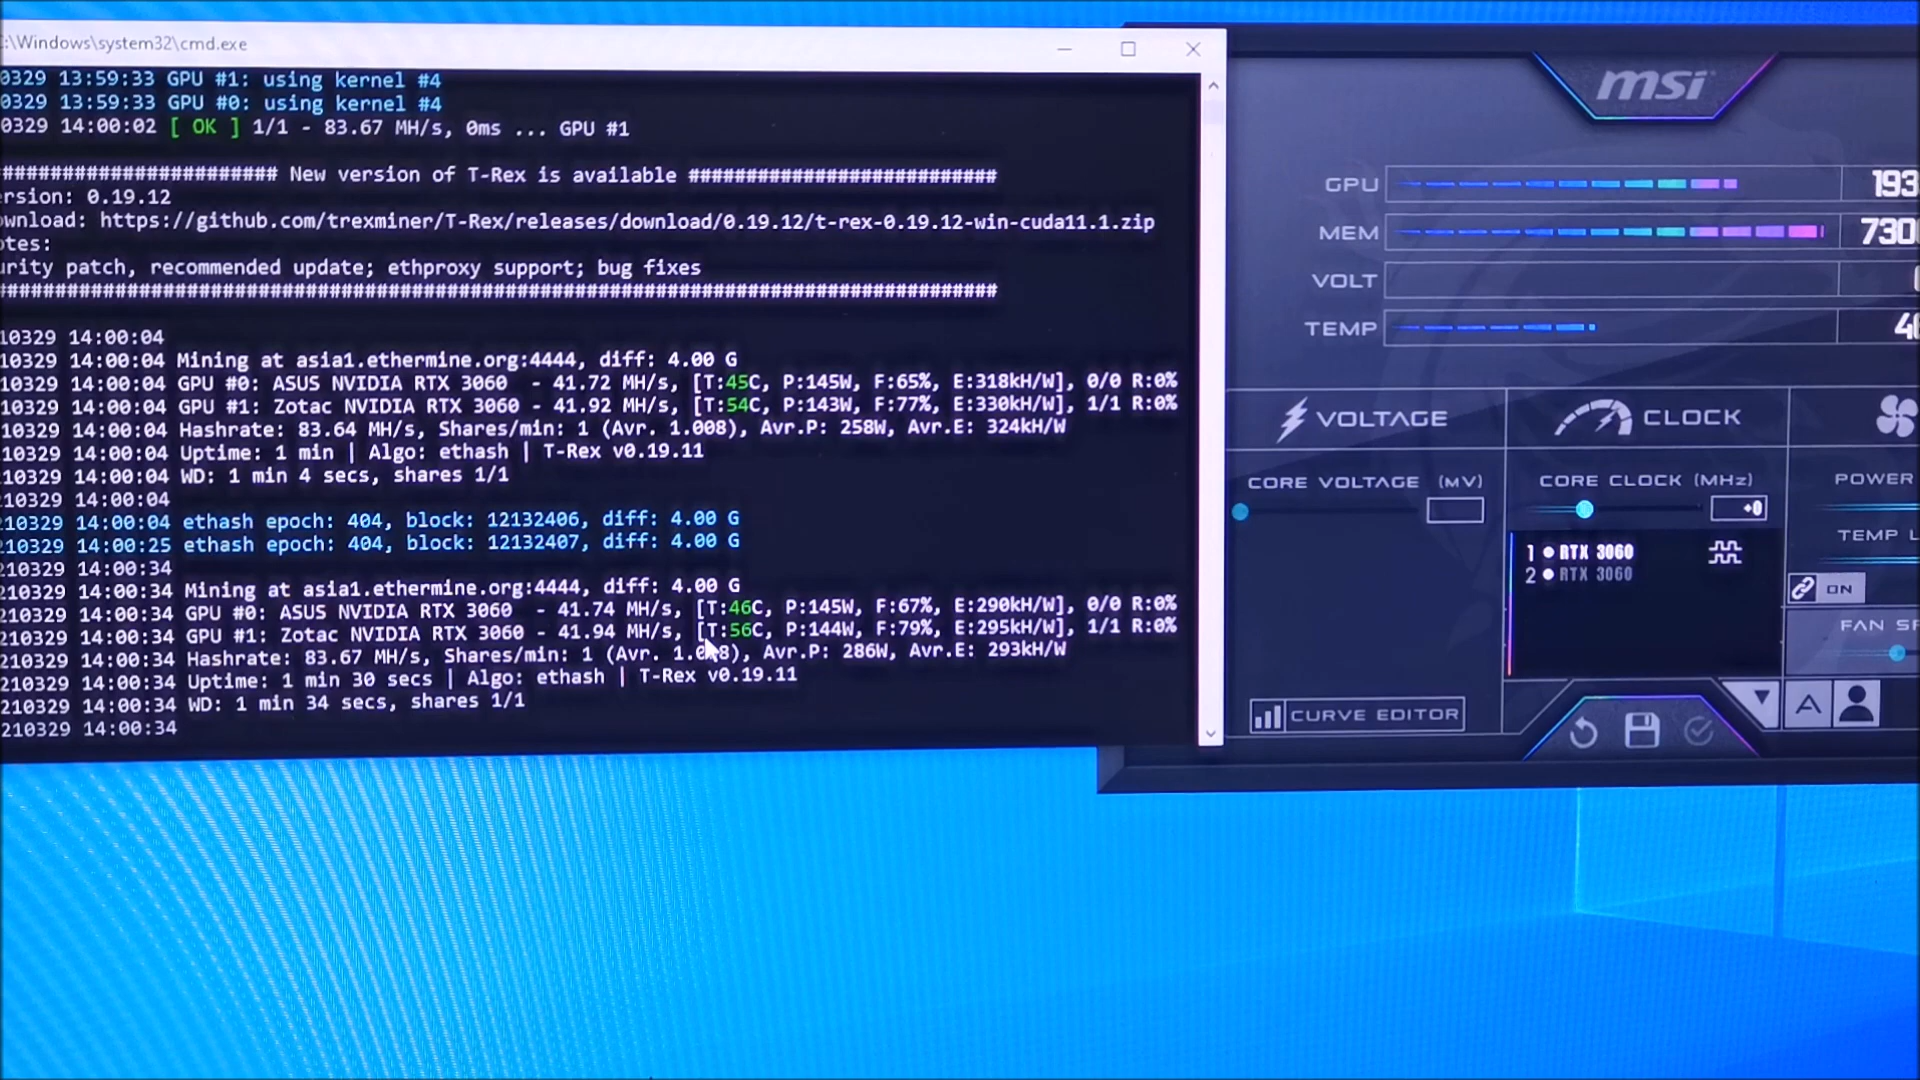 :\Windows\system32\cmd.exe
0329 13:59:33 GPU #1: using kernel #4
0329 13:59:33 GPU #0: using kernel #4
0329 14:00:02 [ OK ] 1/1 - 83.67 MH/s, 0ms ... GPU #1
####################### New version of T-Rex is available ##########################
ersion: 0.19.12
ownload: https://github.com/trexminer/T-Rex/releases/download/0.19.12/t-rex-0.19.12-win-cuda11.1.zip
otes:
urity patch, recommended update; ethproxy support; bug fixes
####################################################################################
10329 14:00:04
10329 14:00:04 Mining at asia1.ethermine.org:4444, diff: 4.00 G
10329 14:00:04 GPU #0: ASUS NVIDIA RTX 3060 - 41.72 MH/s, [T:45C, P:145W, F:65%, E:318kH/W], 0/0 R:0%
10329 14:00:04 GPU #1: Zotac NVIDIA RTX 3060 - 41.92 MH/s, [T:54C, P:143W, F:77%, E:330kH/W], 1/1 R:0%
10329 14:00:04 Hashrate: 83.64 MH/s, Shares/min: 1 (Avr. 1.008), Avr.P: 258W, Avr.E: 324kH/W
10329 14:00:04 Uptime: 1 min | Algo: ethash | T-Rex v0.19.11
210329 14:00:04 WD: 1 min 4 secs, shares 1/1
210329 14:00:04
210329 14:00:04 ethash epoch: 404, block: 12132406, diff: 4.00 G
210329 14:00:25 ethash epoch: 404, block: 12132407, diff: 4.00 G
210329 14:00:34
210329 14:00:34 Mining at asia1.ethermine.org:4444, diff: 4.00 G
210329 14:00:34 GPU #0: ASUS NVIDIA RTX 3060 - 41.74 MH/s, [T:46C, P:145W, F:67%, E:290kH/W], 0/0 R:0%
210329 14:00:34 GPU #1: Zotac NVIDIA RTX 3060 - 41.94 MH/s, [T:56C, P:144W, F:79%, E:295kH/W], 1/1 R:0%
210329 14:00:34 Hashrate: 83.67 MH/s, Shares/min: 1 (Avr. 1.008), Avr.P: 286W, Avr.E: 293kH/W
210329 14:00:34 Uptime: 1 min 30 secs | Algo: ethash | T-Rex v0.19.11
210329 14:00:34 WD: 1 min 34 secs, shares 1/1
210329 14:00:34
msi
GPU 193
MEM 730
VOLT
TEMP 4
VOLTAGE
CLOCK
CORE VOLTAGE (MV)
CORE CLOCK (MHz) +0
POWER
TEMP L
1 RTX 3060
2 RTX 3060
ON
FAN SP
CURVE EDITOR
A